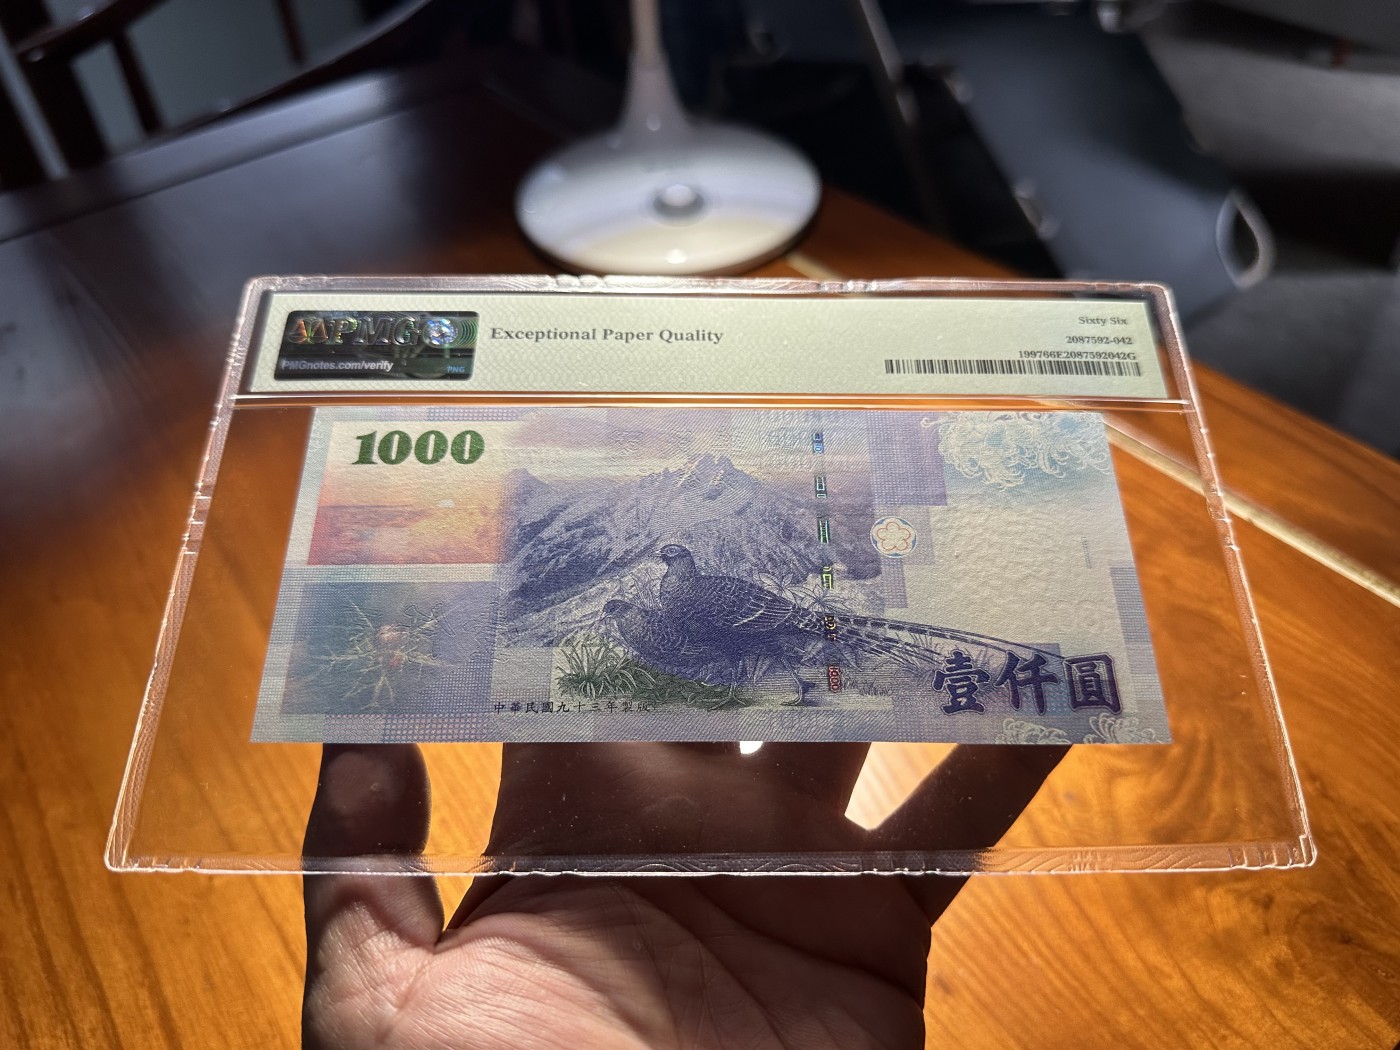 PMG
PMGnotes.com/verify
PNG
Exceptional Paper Quality
Sixty Six
2087592-042
199766E2087592042G
1000
壹仟圓
中華民國九十三年製版